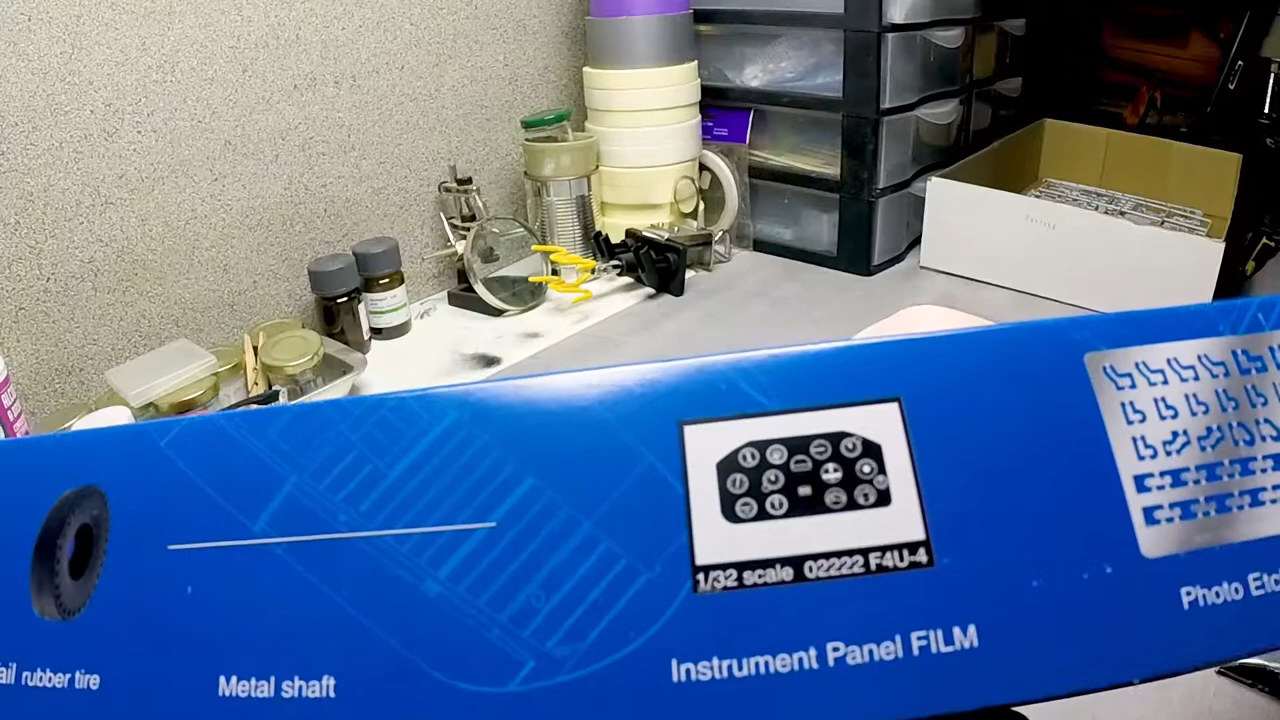 1/32 scale 02222 F4U-4
ail rubber tire
Metal shaft
Instrument Panel FILM
Photo Etc